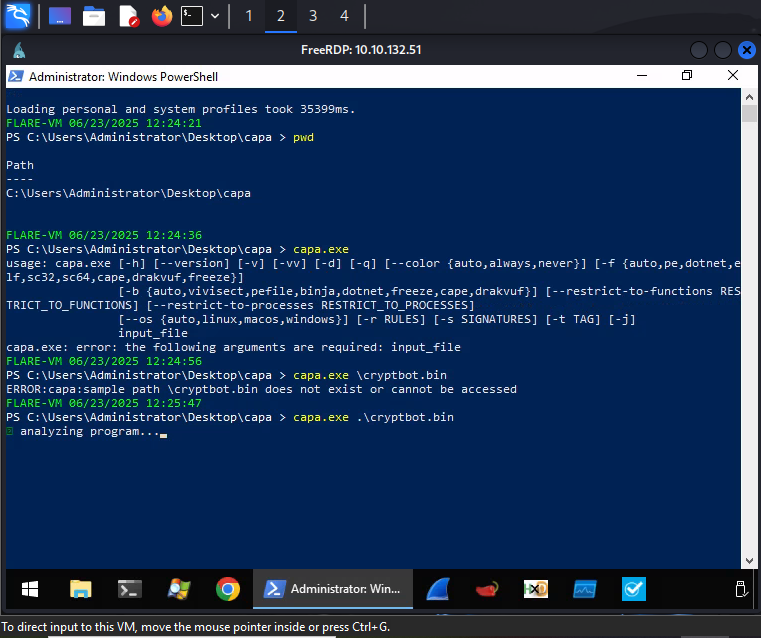 1 2 3 4
FreeRDP: 10.10.132.51
Administrator: Windows PowerShell
Loading personal and system profiles took 35399ms.
FLARE-VM 06/23/2025 12:24:21
PS C:\Users\Administrator\Desktop\capa > pwd
Path
----
C:\Users\Administrator\Desktop\capa
FLARE-VM 06/23/2025 12:24:36
PS C:\Users\Administrator\Desktop\capa > capa.exe
usage: capa.exe [-h] [--version] [-v] [-vv] [-d] [-q] [--color {auto,always,never}] [-f {auto,pe,dotnet,e
lf,sc32,sc64,cape,drakvuf,freeze}]
[-b {auto,vivisect,pefile,binja,dotnet,freeze,cape,drakvuf}] [--restrict-to-functions RES
TRICT_TO_FUNCTIONS] [--restrict-to-processes RESTRICT_TO_PROCESSES]
[--os {auto,linux,macos,windows}] [-r RULES] [-s SIGNATURES] [-t TAG] [-j]
input_file
capa.exe: error: the following arguments are required: input_file
FLARE-VM 06/23/2025 12:24:56
PS C:\Users\Administrator\Desktop\capa > capa.exe \cryptbot.bin
ERROR:capa:sample path \cryptbot.bin does not exist or cannot be accessed
FLARE-VM 06/23/2025 12:25:47
PS C:\Users\Administrator\Desktop\capa > capa.exe .\cryptbot.bin
analyzing program...
Administrator: Win...
HxD
To direct input to this VM, move the mouse pointer inside or press Ctrl+G.